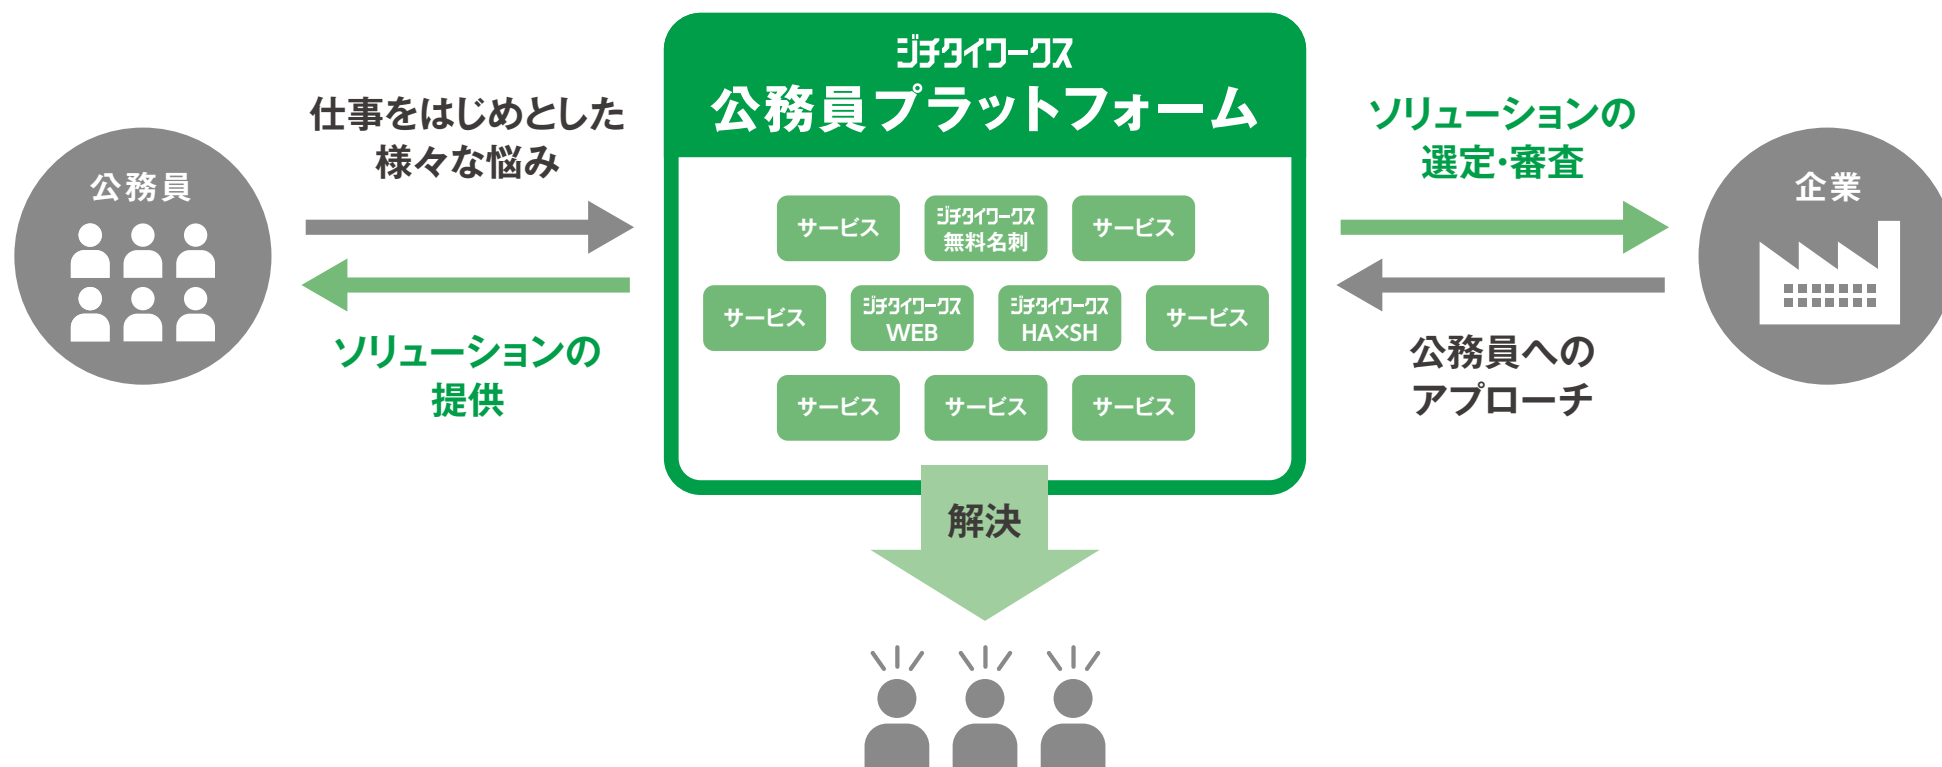 ジチタイワークス
公務員プラットフォーム
公務員
仕事をはじめとした
様々な悩み
ソリューションの
提供
サービス
ジチタイワークス
無料名刺
サービス
サービス
ジチタイワークス
WEB
ジチタイワークス
HA×SH
サービス
サービス
サービス
サービス
解決
ソリューションの
選定・審査
公務員への
アプローチ
企業